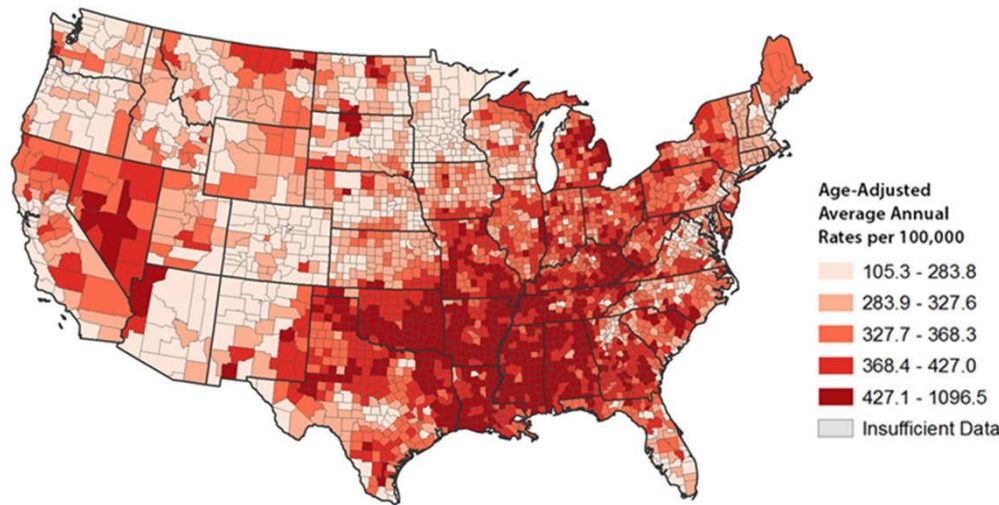 Age-Adjusted
Average Annual
Rates per 100,000
105.3 - 283.8
283.9 - 327.6
327.7 - 368.3
368.4 - 427.0
427.1 - 1096.5
Insufficient Data